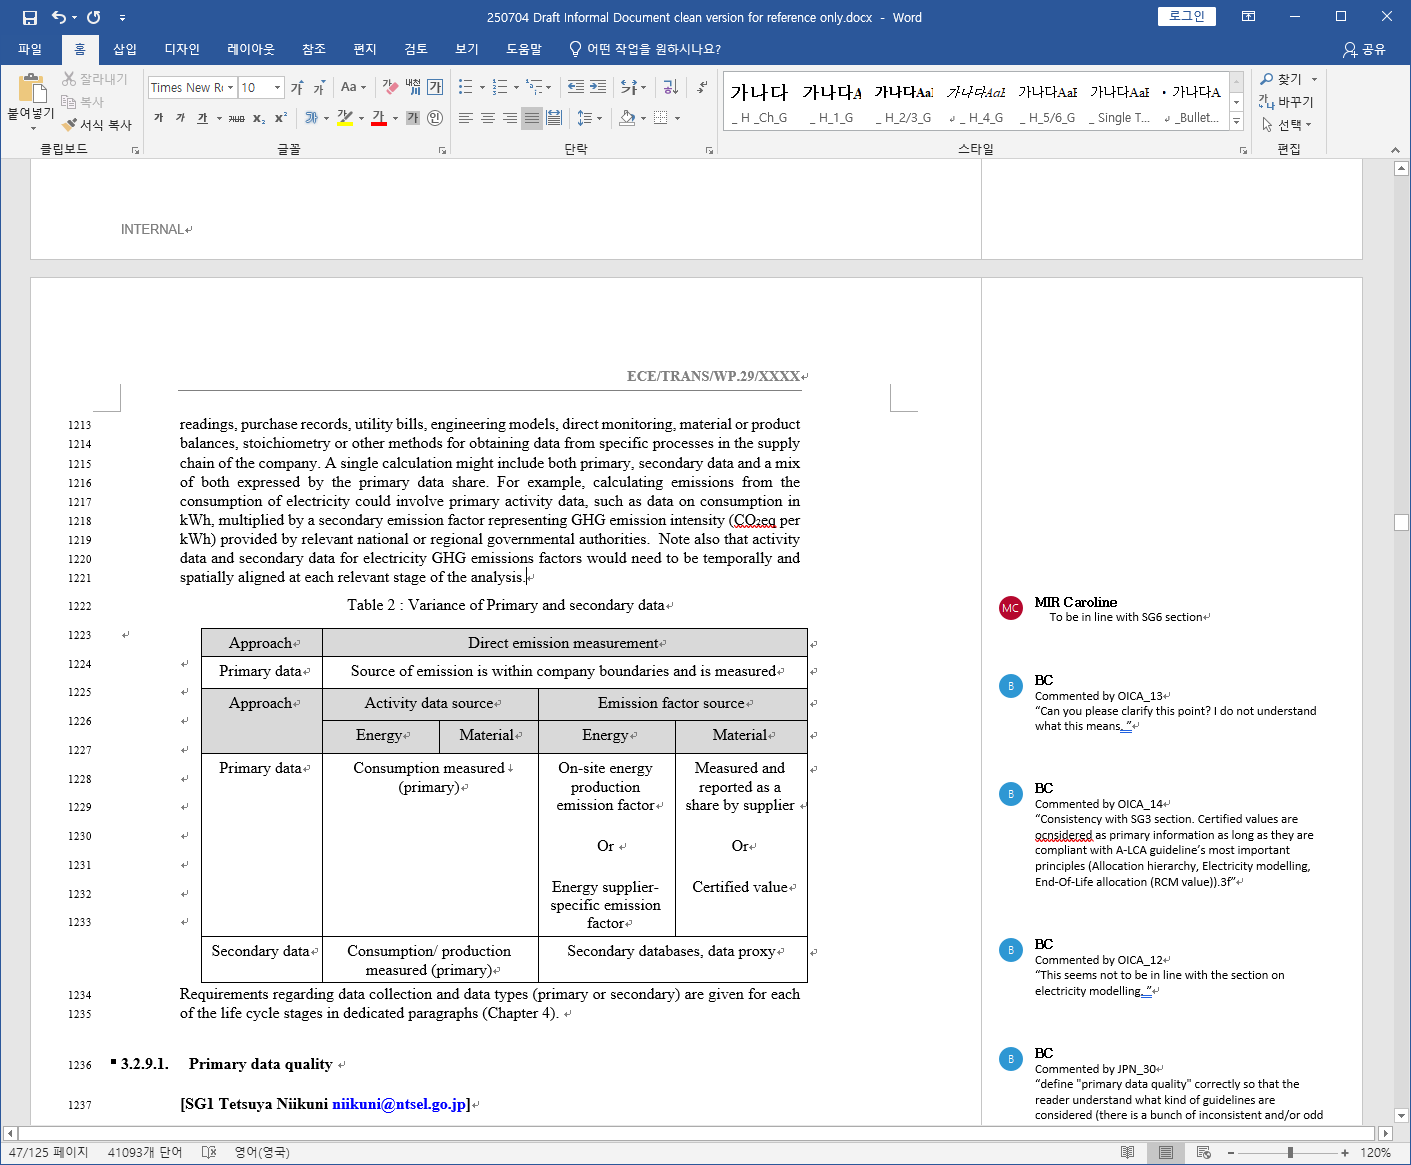 250704 Draft Informal Document clean version for reference only.docx - Word
로그인
파일 홈 삽입 디자인 레이아웃 참조 편지 검토 보기 도움말 어떤 작업을 원하시나요? 공유
붙여넣기
잘라내기
복사
서식 복사
클립보드
Times New R 10
글꼴
단락
가나다 가나다A 가나다Aal 가나다Aal 가나다AaB 가나다AaB 가나다A
_ H _Ch_G _ H_1_G _ H_2/3_G _ H_4_G _ H_5/6_G _ Single T... _Bullet...
스타일
찾기
바꾸기
선택
편집
INTERNAL
ECE/TRANS/WP.29/XXXX
1213 readings, purchase records, utility bills, engineering models, direct monitoring, material or product
1214 balances, stoichiometry or other methods for obtaining data from specific processes in the supply
1215 chain of the company. A single calculation might include both primary, secondary data and a mix
1216 of both expressed by the primary data share. For example, calculating emissions from the
1217 consumption of electricity could involve primary activity data, such as data on consumption in
1218 kWh, multiplied by a secondary emission factor representing GHG emission intensity (CO₂eq per
1219 kWh) provided by relevant national or regional governmental authorities. Note also that activity
1220 data and secondary data for electricity GHG emissions factors would need to be temporally and
1221 spatially aligned at each relevant stage of the analysis.
1222 Table 2 : Variance of Primary and secondary data
1223
Approach Direct emission measurement
1224
Primary data Source of emission is within company boundaries and is measured
1225
Approach Activity data source Emission factor source
1226
Energy Material Energy Material
1227
Primary data Consumption measured On-site energy Measured and
1228
(primary) production reported as a
1229
emission factor share by supplier
1230
Or Or
1231
Energy supplier- Certified value
1232
specific emission
1233
factor
Secondary data Consumption/ production Secondary databases, data proxy
measured (primary)
1234 Requirements regarding data collection and data types (primary or secondary) are given for each
1235 of the life cycle stages in dedicated paragraphs (Chapter 4).
1236 3.2.9.1. Primary data quality
1237 [SG1 Tetsuya Niikuni niikuni@ntsel.go.jp]
MC MIR Caroline
To be in line with SG6 section
B BC
Commented by OICA_13
“Can you please clarify this point? I do not understand
what this means. ”
B BC
Commented by OICA_14
“Consistency with SG3 section. Certified values are
ocnsidered as primary information as long as they are
compliant with A-LCA guideline’s most important
principles (Allocation hierarchy, Electricity modelling,
End-Of-Life allocation (RCM value)).3f”
B BC
Commented by OICA_12
“This seems not to be in line with the section on
electricity modelling. ”
B BC
Commented by JPN_30
“define "primary data quality" correctly so that the
reader understand what kind of guidelines are
considered (there is a bunch of inconsistent and/or odd
47/125 페이지 41093개 단어 영어(영국) 120%